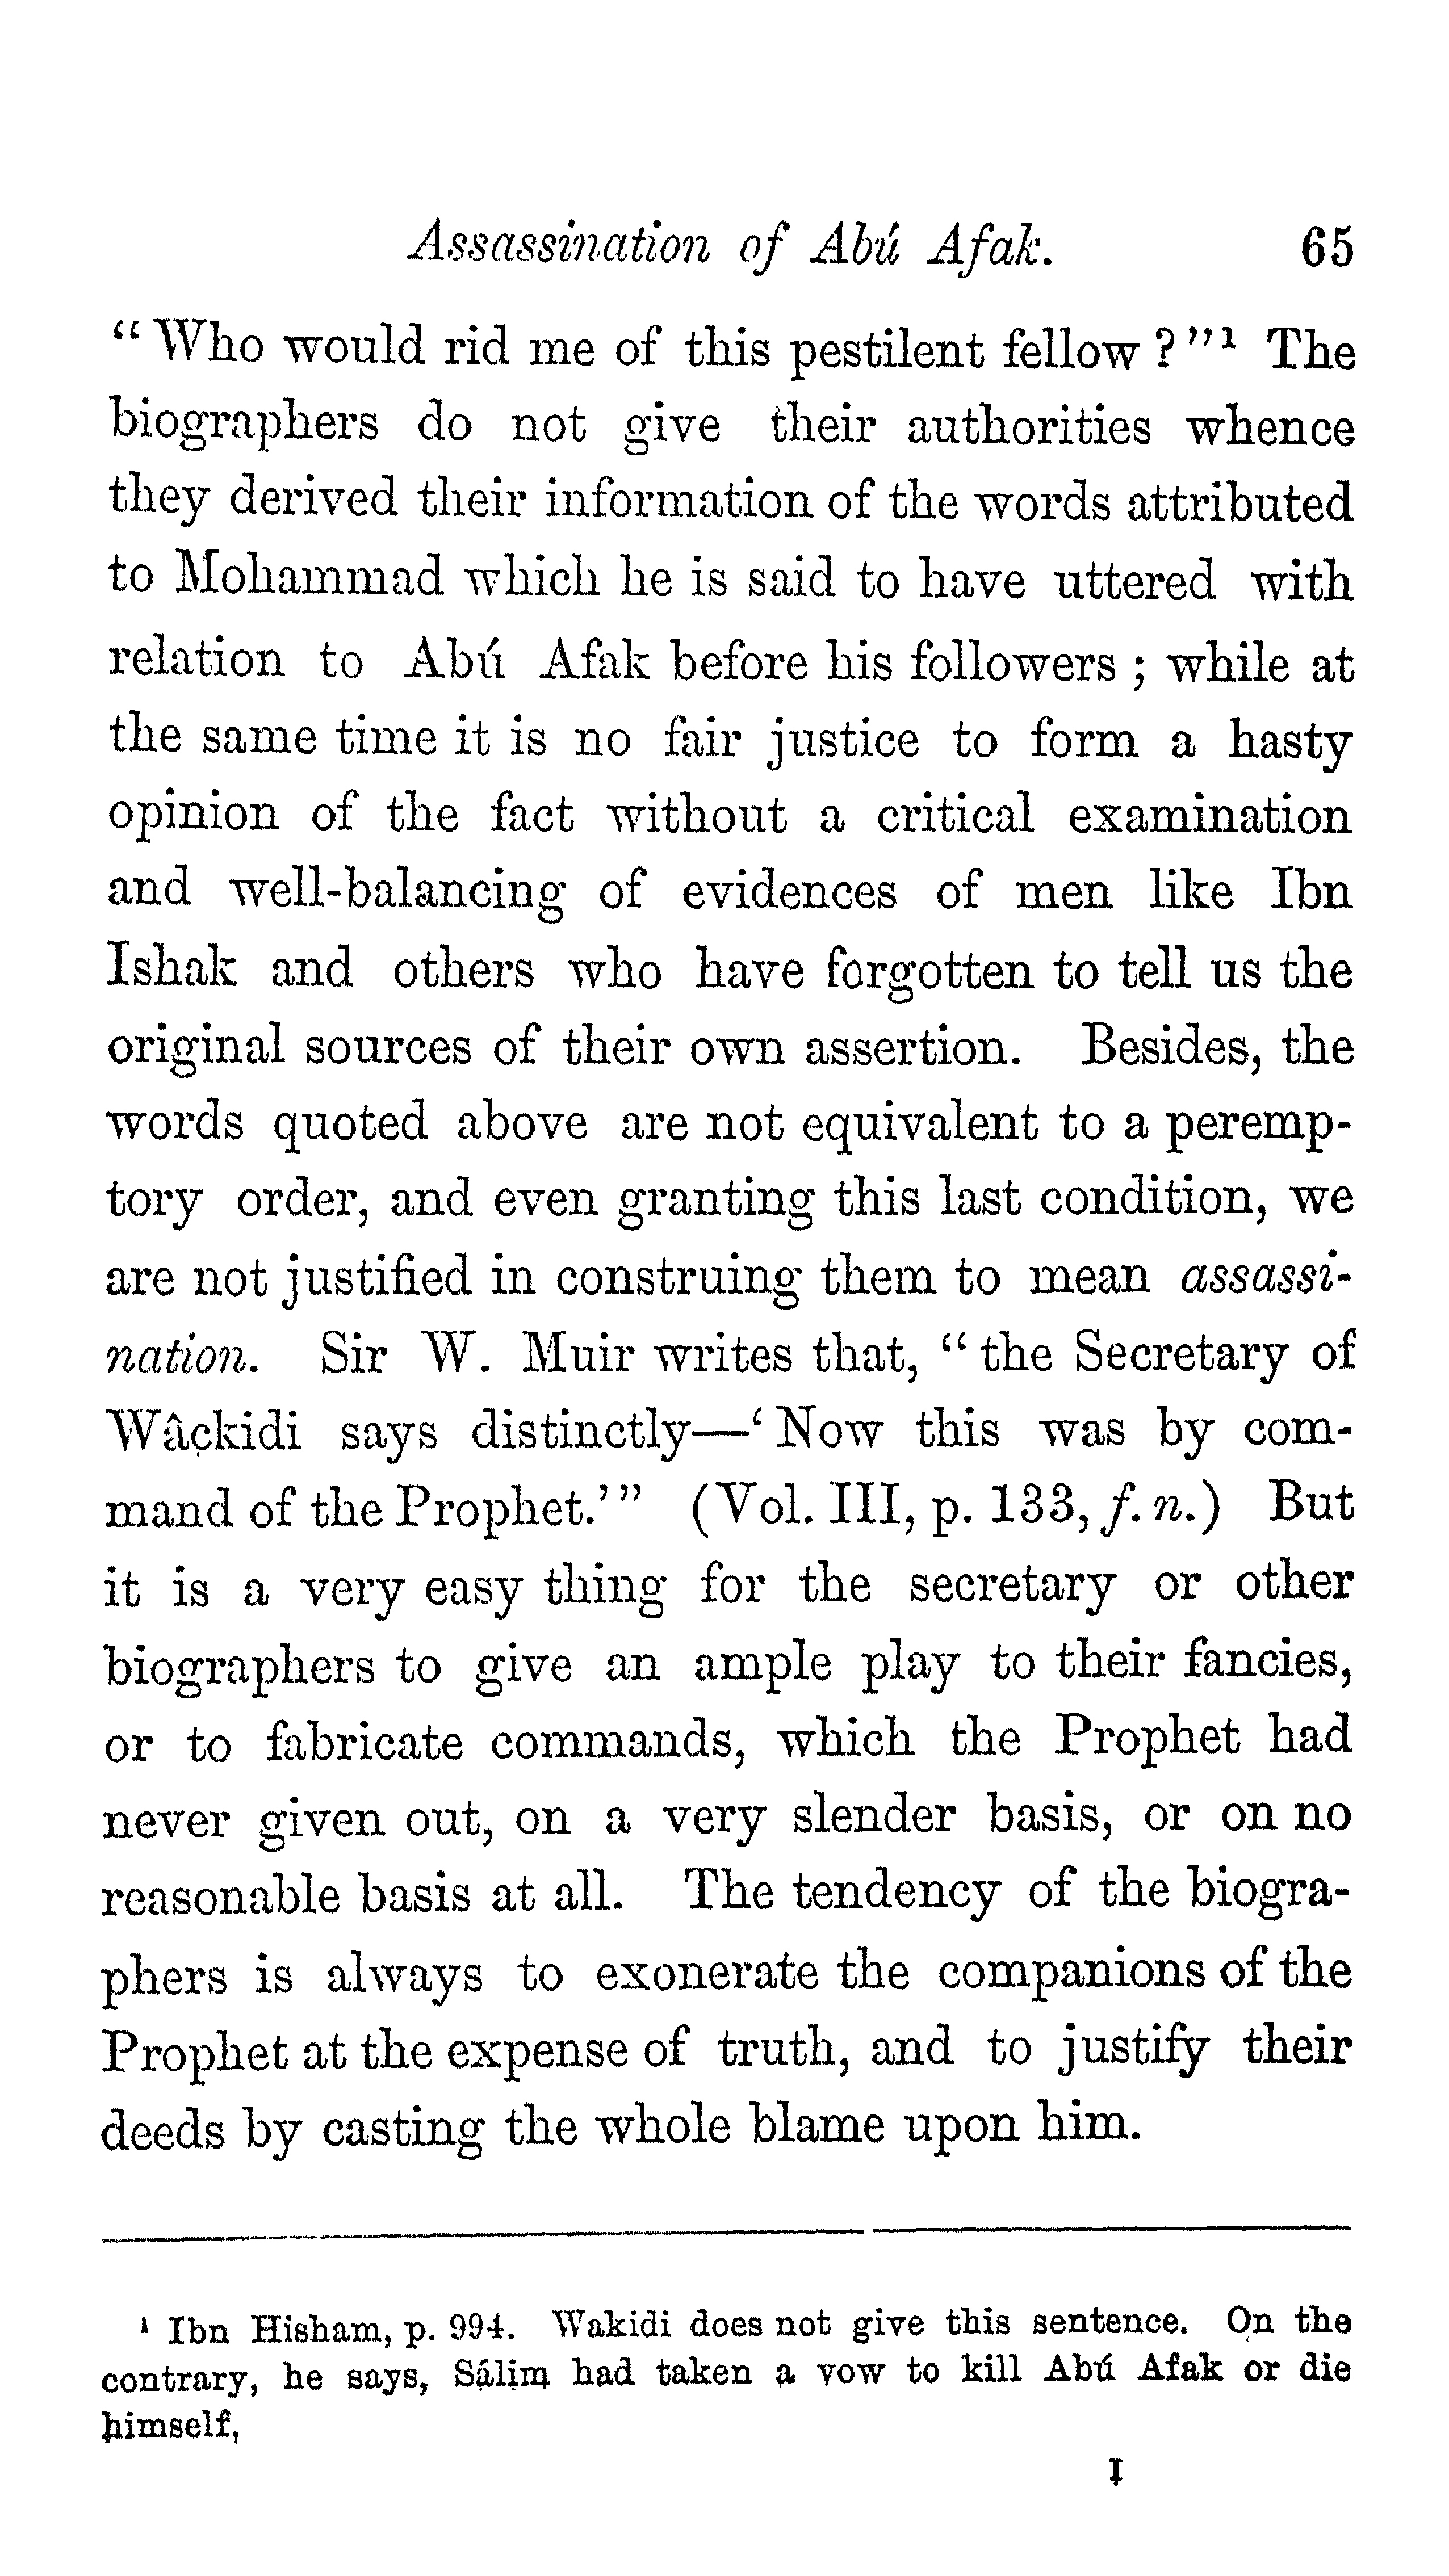 Assassination of Abú Afak. 65
“ Who would rid me of this pestilent fellow ? ”¹ The
biographers do not give their authorities whence
they derived their information of the words attributed
to Mohammad which he is said to have uttered with
relation to Abú Afak before his followers ; while at
the same time it is no fair justice to form a hasty
opinion of the fact without a critical examination
and well-balancing of evidences of men like Ibn
Ishak and others who have forgotten to tell us the
original sources of their own assertion. Besides, the
words quoted above are not equivalent to a peremp-
tory order, and even granting this last condition, we
are not justified in construing them to mean assassi-
nation. Sir W. Muir writes that, “ the Secretary of
Wâçkidi says distinctly—‘ Now this was by com-
mand of the Prophet.’ ” (Vol. III, p. 133, f. n.) But
it is a very easy thing for the secretary or other
biographers to give an ample play to their fancies,
or to fabricate commands, which the Prophet had
never given out, on a very slender basis, or on no
reasonable basis at all. The tendency of the biogra-
phers is always to exonerate the companions of the
Prophet at the expense of truth, and to justify their
deeds by casting the whole blame upon him.
¹ Ibn Hisham, p. 994. Wakidi does not give this sentence. On the
contrary, he says, Sálim had taken a vow to kill Abú Afak or die
himself,
I